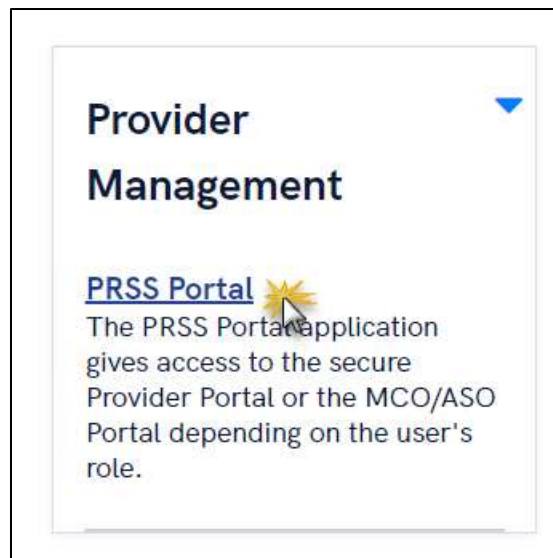 Provider
Management
PRSS Portal
The PRSS Portal application
gives access to the secure
Provider Portal or the MCO/ASO
Portal depending on the user's
role.